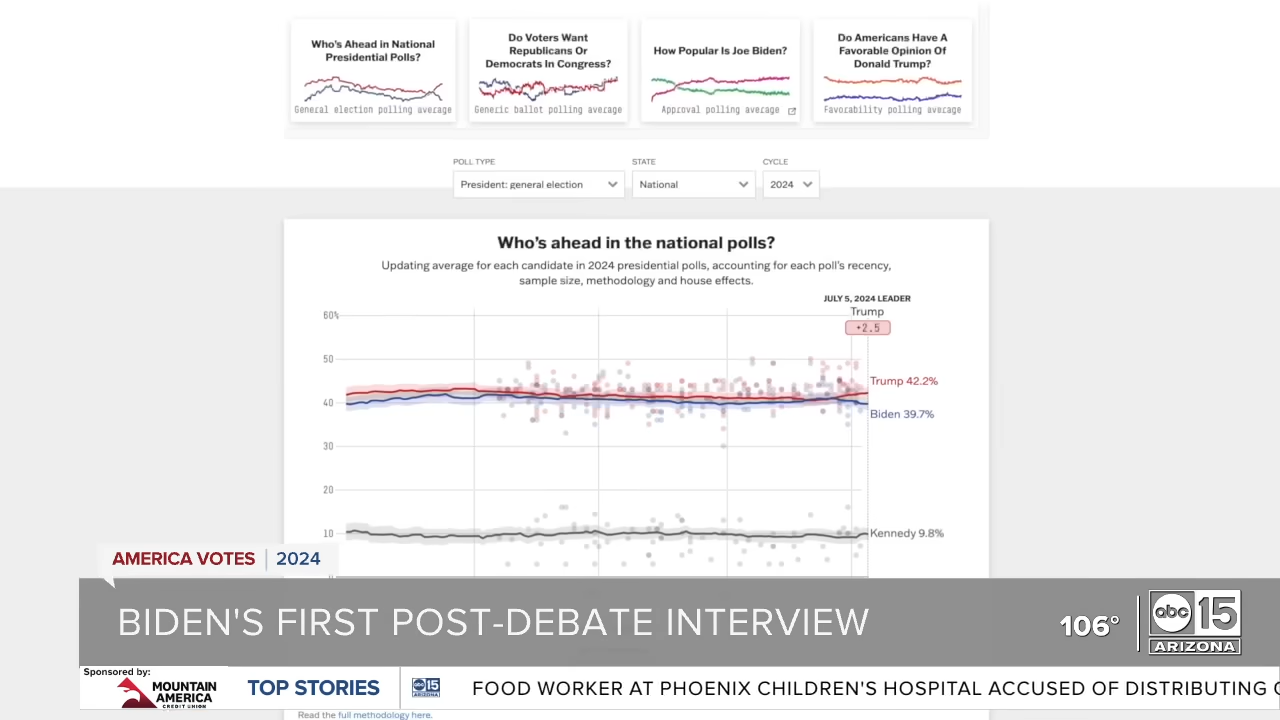 Who's Ahead in National
Presidential Polls?
General election polling average
Do Voters Want
Republicans Or
Democrats In Congress?
Generic ballot polling average
How Popular Is Joe Biden?
Approval polling average
Do Americans Have A
Favorable Opinion Of
Donald Trump?
Favorability polling average
POLL TYPE
President: general election
STATE
National
CYCLE
2024
Who's ahead in the national polls?
Updating average for each candidate in 2024 presidential polls, accounting for each poll's recency,
sample size, methodology and house effects.
JULY 5, 2024 LEADER
Trump
+2.5
60%
50
40
30
20
10
Trump 42.2%
Biden 39.7%
Kennedy 9.8%
AMERICA VOTES | 2024
BIDEN'S FIRST POST-DEBATE INTERVIEW
106°
abc 15
ARIZONA
Sponsored by:
MOUNTAIN
AMERICA
CREDIT UNION
TOP STORIES
abc 15
ARIZONA
FOOD WORKER AT PHOENIX CHILDREN'S HOSPITAL ACCUSED OF DISTRIBUTING
Read the full methodology here.